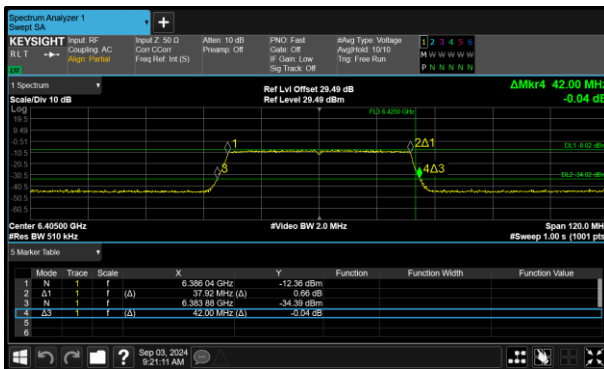 Spectrum Analyzer 1
Swept SA
KEYSIGHT Input: RF Input Z: 50 Ω Atten: 10 dB PNO: Fast #Avg Type: Voltage 1 2 3 4 5 6
RLT Coupling: AC Corr CCorr Preamp: Off Gate: Off Avg|Hold: 10/10 M W W W W W
Align: Partial Freq Ref: Int (S) IF Gain: Low Trig: Free Run
Sig Track: Off P N N N N N
1 Spectrum Ref Lvl Offset 29.49 dB ΔMkr4 42.00 MHz
Scale/Div 10 dB Ref Level 29.49 dBm -0.04 dB
Log FL3 6.4250 GHz
19.5
9.49
-0.51 1 2Δ1 DL1 -8.02 dBm
-10.5
-20.5
-30.5 3 4Δ3 DL2 -34.02 dBm
-40.5
-50.5
-60.5
Center 6.40500 GHz #Video BW 2.0 MHz Span 120.0 MHz
#Res BW 510 kHz #Sweep 1.00 s (1001 pts
5 Marker Table
Mode Trace Scale X Y Function Function Width Function Value
1 N 1 f 6.386 04 GHz -12.36 dBm
2 Δ1 1 f (Δ) 37.92 MHz (Δ) 0.66 dB
3 N 1 f 6.383 88 GHz -34.39 dBm
4 Δ3 1 f (Δ) 42.00 MHz (Δ) -0.04 dB
5
6
? Sep 03, 2024
9:21:11 AM